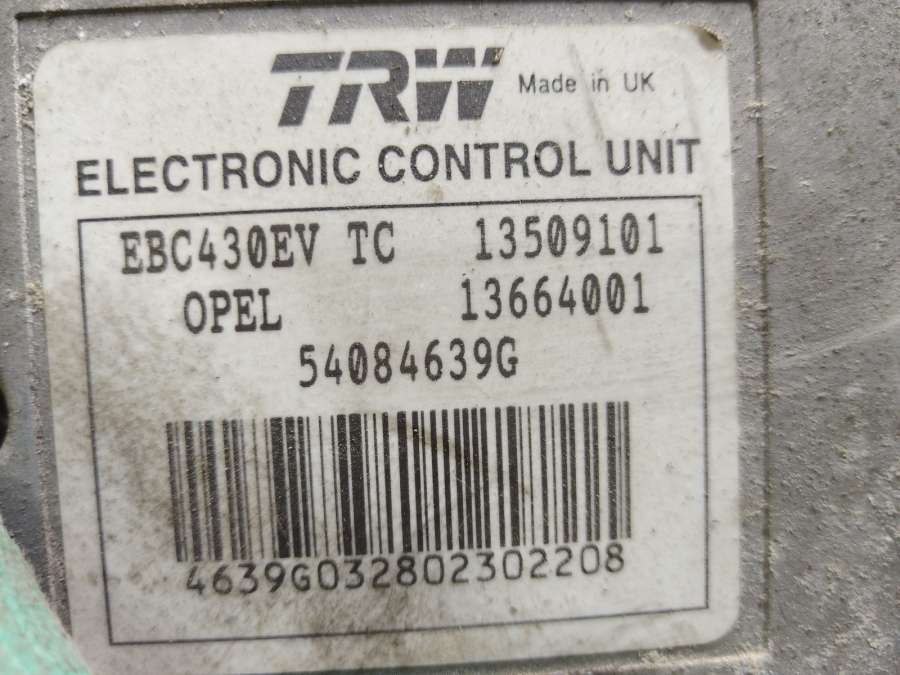 TRW Made in UK
ELECTRONIC CONTROL UNIT
EBC430EV TC 13509101
OPEL 13664001
54084639G
4639G032802302208